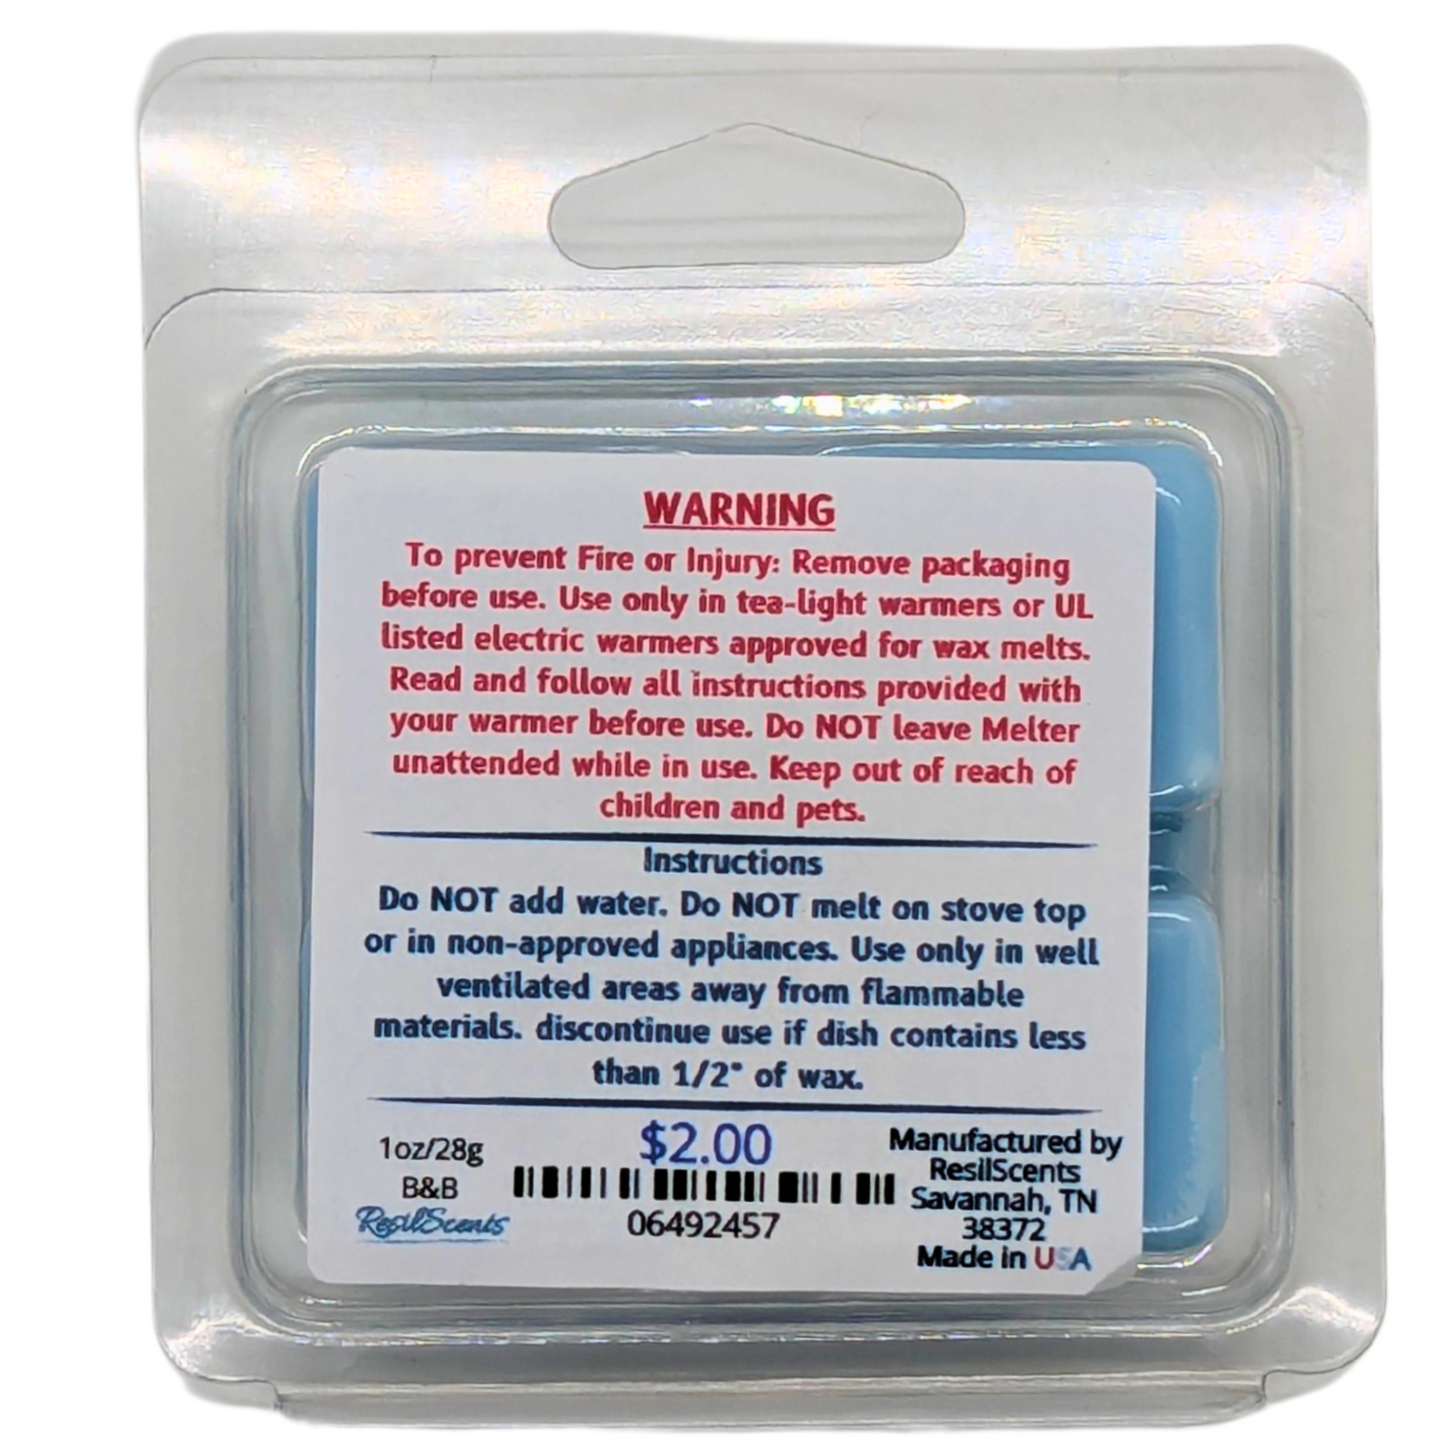 WARNING
To prevent Fire or Injury: Remove packaging
before use. Use only in tea-light warmers or UL
listed electric warmers approved for wax melts.
Read and follow all instructions provided with
your warmer before use. Do NOT leave Melter
unattended while in use. Keep out of reach of
children and pets.
Instructions
Do NOT add water. Do NOT melt on stove top
or in non-approved appliances. Use only in well
ventilated areas away from flammable
materials. discontinue use if dish contains less
than 1/2" of wax.
1oz/28g
B&B
ResilScents
$2.00
06492457
Manufactured by
ResilScents
Savannah, TN
38372
Made in USA